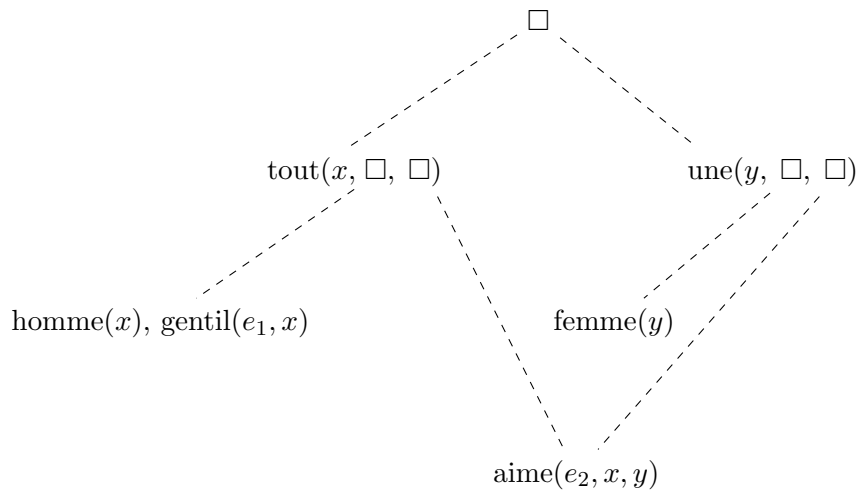 □
tout(x, □, □) une(y, □, □)
homme(x), gentil(e₁, x) femme(y)
aime(e₂, x, y)